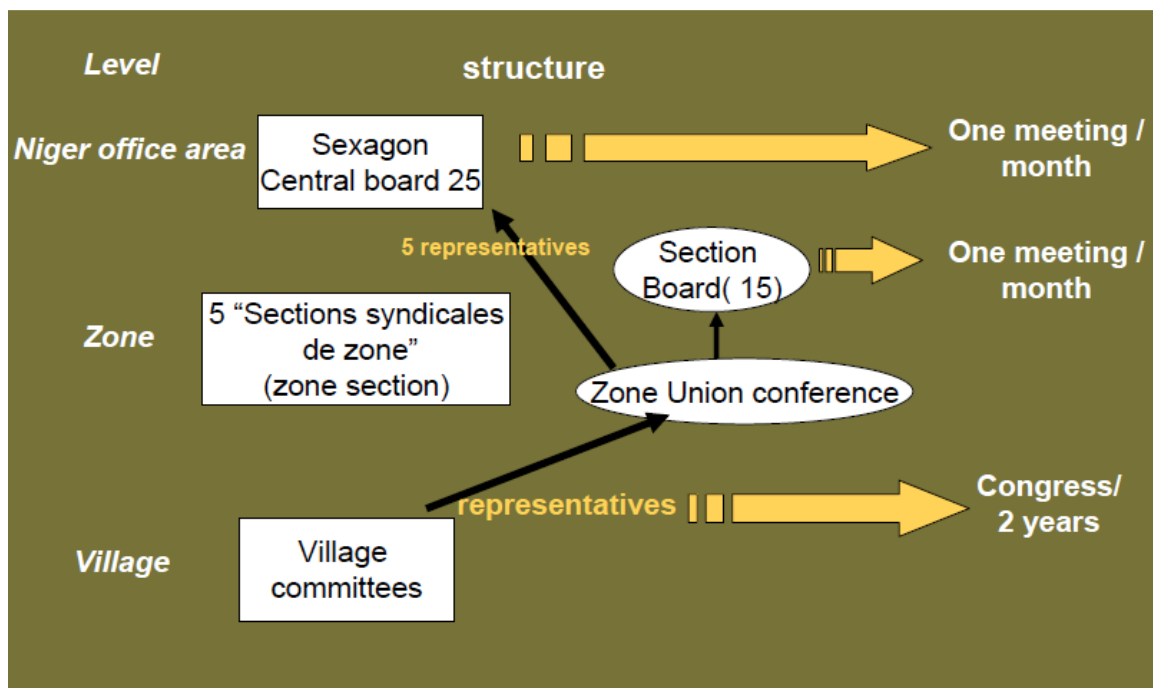 Level
structure
Niger office area
Sexagon
Central board 25
One meeting /
month
5 representatives
Section
Board( 15)
One meeting /
month
Zone
5 “Sections syndicales
de zone”
(zone section)
Zone Union conference
representatives
Congress/
2 years
Village
Village
committees